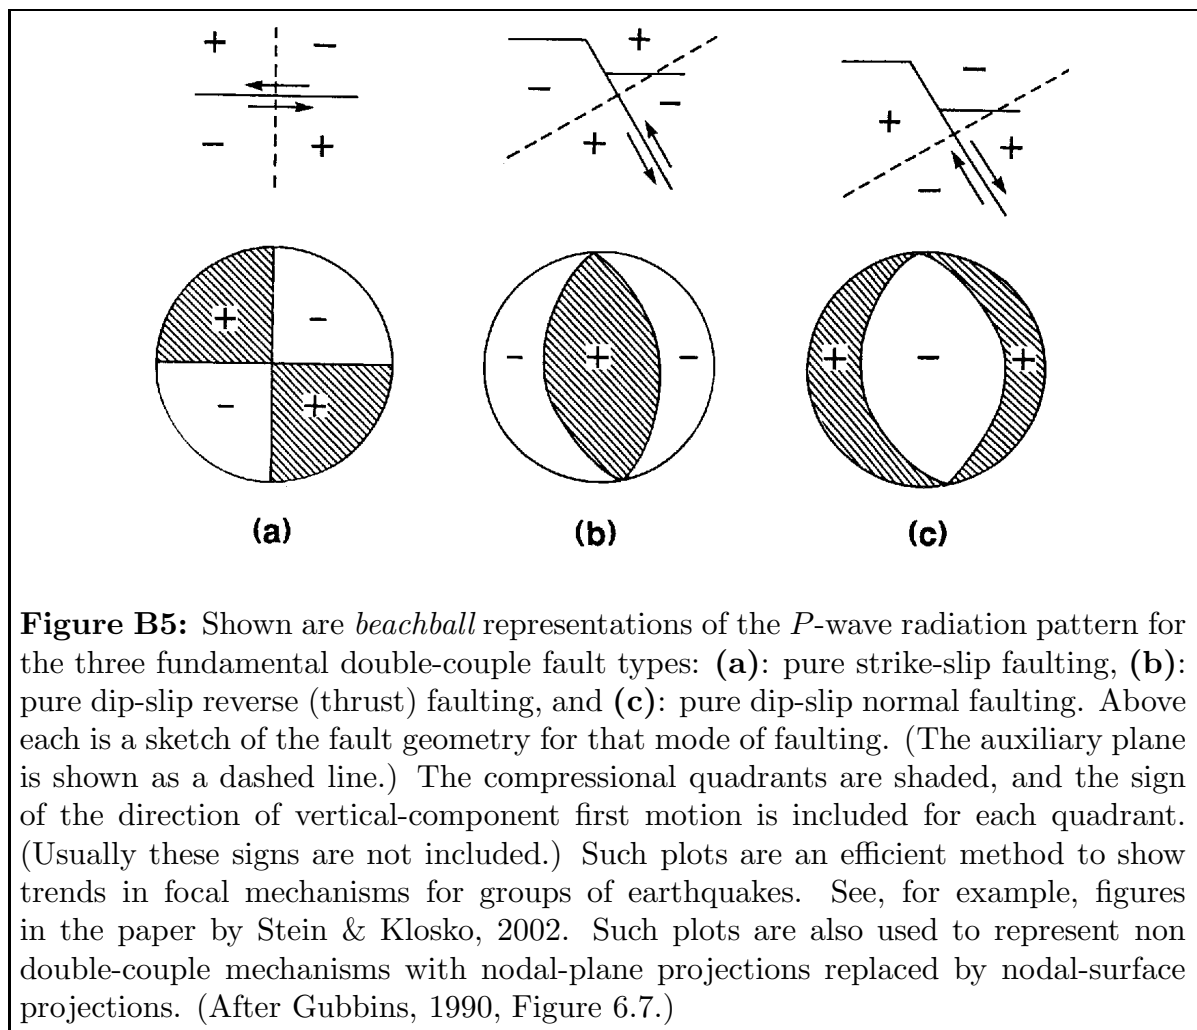 + −
− +
+
− −
+
−
+ +
−
+ −
− +
− + −
+ − +
(a) (b) (c)
Figure B5: Shown are beachball representations of the P-wave radiation pattern for
the three fundamental double-couple fault types: (a): pure strike-slip faulting, (b):
pure dip-slip reverse (thrust) faulting, and (c): pure dip-slip normal faulting. Above
each is a sketch of the fault geometry for that mode of faulting. (The auxiliary plane
is shown as a dashed line.) The compressional quadrants are shaded, and the sign
of the direction of vertical-component first motion is included for each quadrant.
(Usually these signs are not included.) Such plots are an efficient method to show
trends in focal mechanisms for groups of earthquakes. See, for example, figures
in the paper by Stein & Klosko, 2002. Such plots are also used to represent non
double-couple mechanisms with nodal-plane projections replaced by nodal-surface
projections. (After Gubbins, 1990, Figure 6.7.)